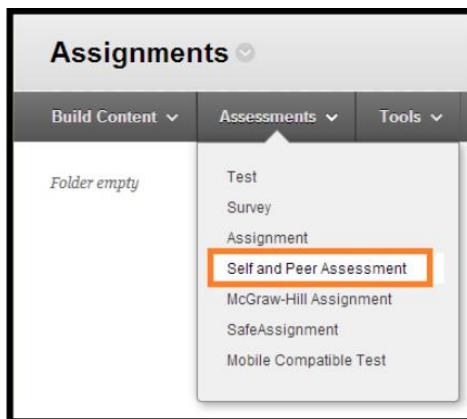 Assignments
Build Content Assessments Tools
Folder empty
Test
Survey
Assignment
Self and Peer Assessment
McGraw-Hill Assignment
SafeAssignment
Mobile Compatible Test